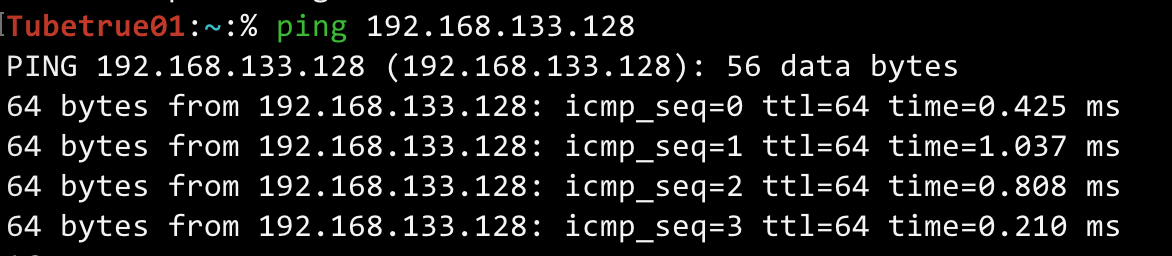 Tubetrue01:~:% ping 192.168.133.128
PING 192.168.133.128 (192.168.133.128): 56 data bytes
64 bytes from 192.168.133.128: icmp_seq=0 ttl=64 time=0.425 ms
64 bytes from 192.168.133.128: icmp_seq=1 ttl=64 time=1.037 ms
64 bytes from 192.168.133.128: icmp_seq=2 ttl=64 time=0.808 ms
64 bytes from 192.168.133.128: icmp_seq=3 ttl=64 time=0.210 ms